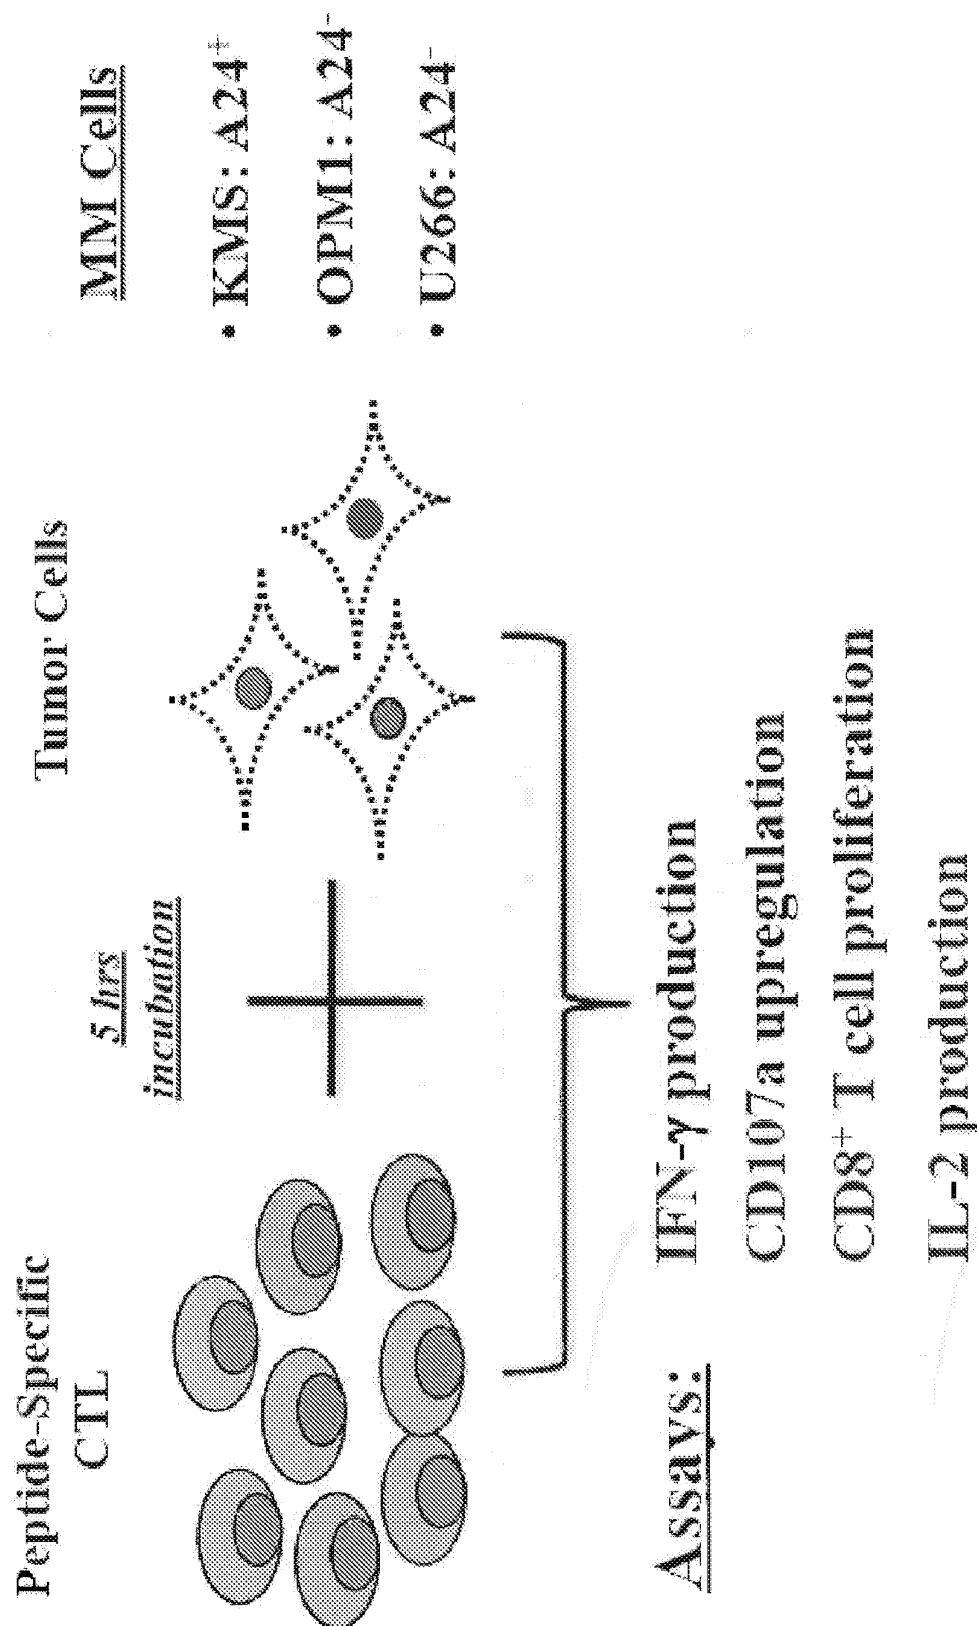 Peptide-Specific
CTL
5 hrs
incubation
Tumor Cells
MM Cells
• KMS: A24⁺
• OPM1: A24⁻
• U266: A24⁻
Assays:
IFN-γ production
CD107a upregulation
CD8⁺ T cell proliferation
IL-2 production